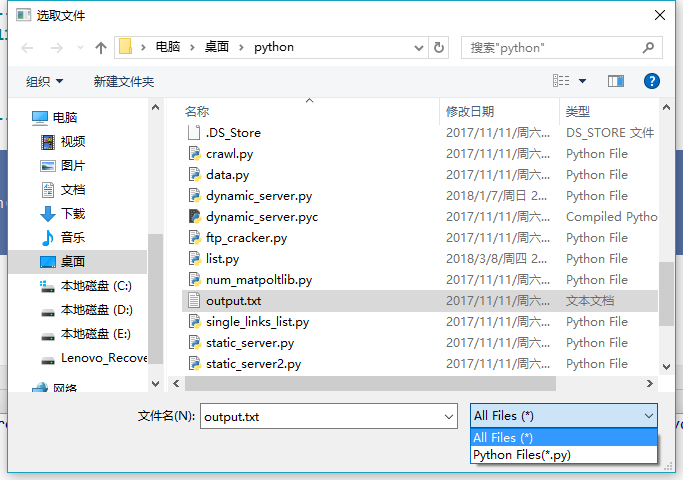 选取文件
电脑 › 桌面 › python
搜索"python"
组织 新建文件夹
电脑
视频
图片
文档
下载
音乐
桌面
本地磁盘 (C:)
本地磁盘 (D:)
本地磁盘 (E:)
Lenovo_Recove
网络
名称 修改日期 类型
.DS_Store 2017/11/11/周六... DS_STORE 文件
crawl.py 2017/11/11/周六... Python File
data.py 2017/11/11/周六... Python File
dynamic_server.py 2018/1/7/周日 2... Python File
dynamic_server.pyc 2017/11/11/周六... Compiled Pytho
ftp_cracker.py 2017/11/11/周六... Python File
list.py 2018/3/8/周四 2... Python File
num_matpoltlib.py 2017/11/11/周六... Python File
output.txt 2017/11/11/周六... 文本文档
single_links_list.py 2017/11/11/周六... Python File
static_server.py 2017/11/11/周六... Python File
static_server2.py 2017/11/11/周六... Python File
文件名(N): output.txt All Files (*)
All Files (*)
Python Files(*.py)